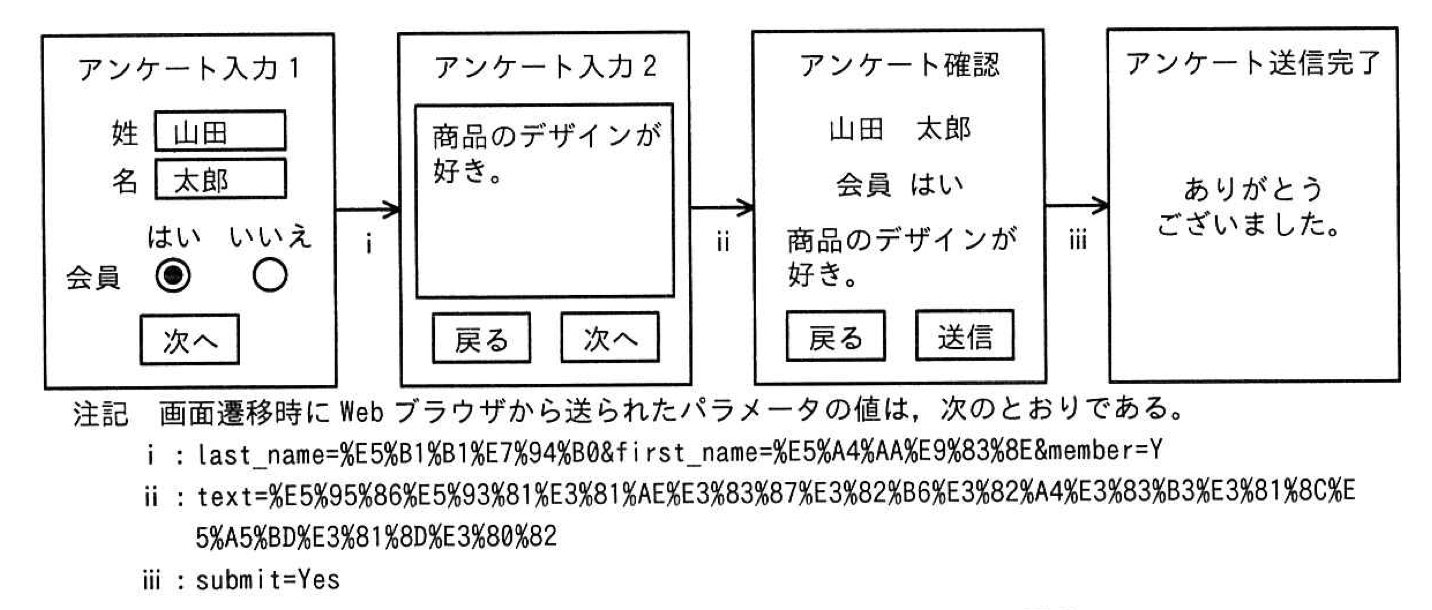 アンケート入力1
姓 山田
名 太郎
はい いいえ
会員
次へ
i
アンケート入力2
商品のデザインが
好き。
戻る 次へ
ii
アンケート確認
山田 太郎
会員 はい
商品のデザインが
好き。
戻る 送信
iii
アンケート送信完了
ありがとう
ございました。
注記 画面遷移時に Web ブラウザから送られたパラメータの値は，次のとおりである。
i : last_name=%E5%B1%B1%E7%94%B0&first_name=%E5%A4%AA%E9%83%8E&member=Y
ii : text=%E5%95%86%E5%93%81%E3%81%AE%E3%83%87%E3%82%B6%E3%82%A4%E3%83%B3%E3%81%8C%E
5%A5%BD%E3%81%8D%E3%80%82
iii : submit=Yes